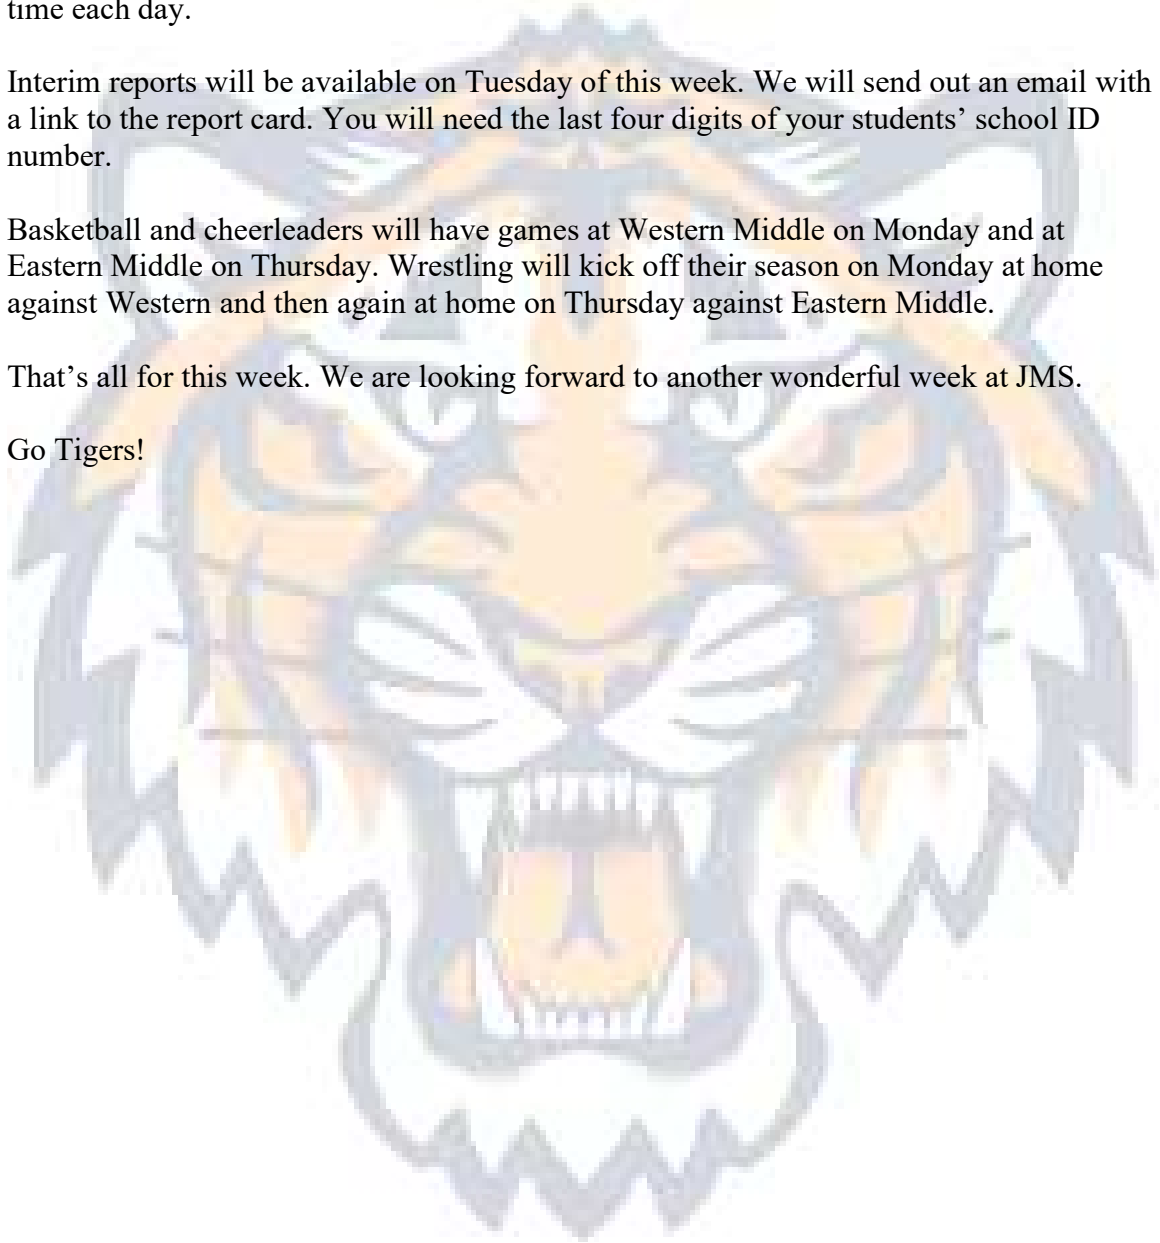 time each day.
Interim reports will be available on Tuesday of this week. We will send out an email with
a link to the report card. You will need the last four digits of your students’ school ID
number.
Basketball and cheerleaders will have games at Western Middle on Monday and at
Eastern Middle on Thursday. Wrestling will kick off their season on Monday at home
against Western and then again at home on Thursday against Eastern Middle.
That’s all for this week. We are looking forward to another wonderful week at JMS.
Go Tigers!